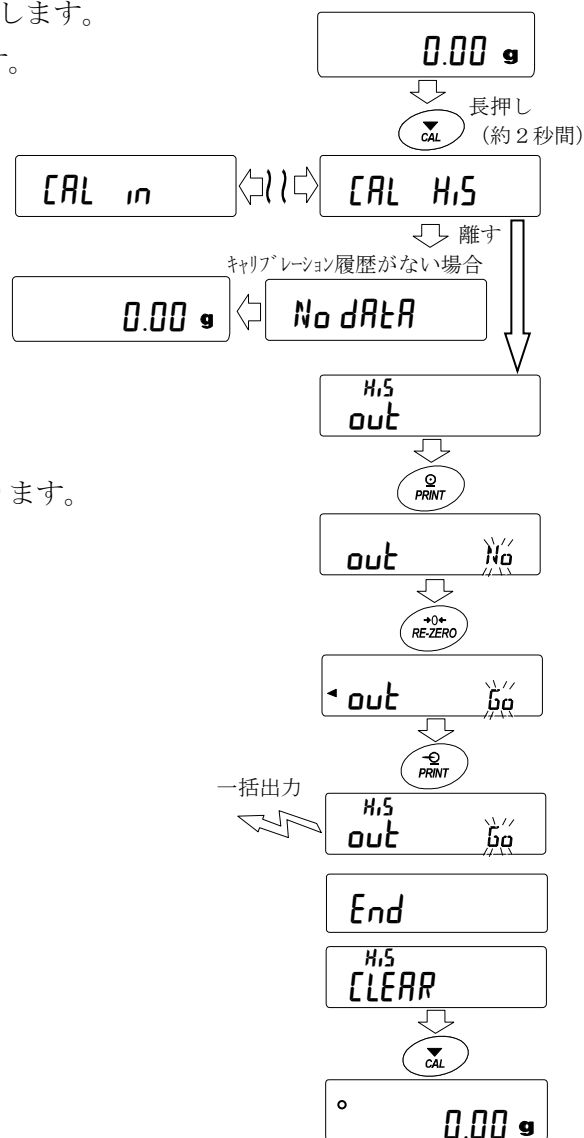 します。
す。
0.00 g
長押し
(約２秒間)
CAL
CAL in
CAL HiS
離す
ｷｬﾘﾌﾞﾚｰｼｮﾝ履歴がない場合
0.00 g
No dAtA
HiS
out
PRINT
ます。
out No
→0←
RE-ZERO
out Go
PRINT
一括出力
HiS
out Go
End
HiS
CLEAR
CAL
0.00 g